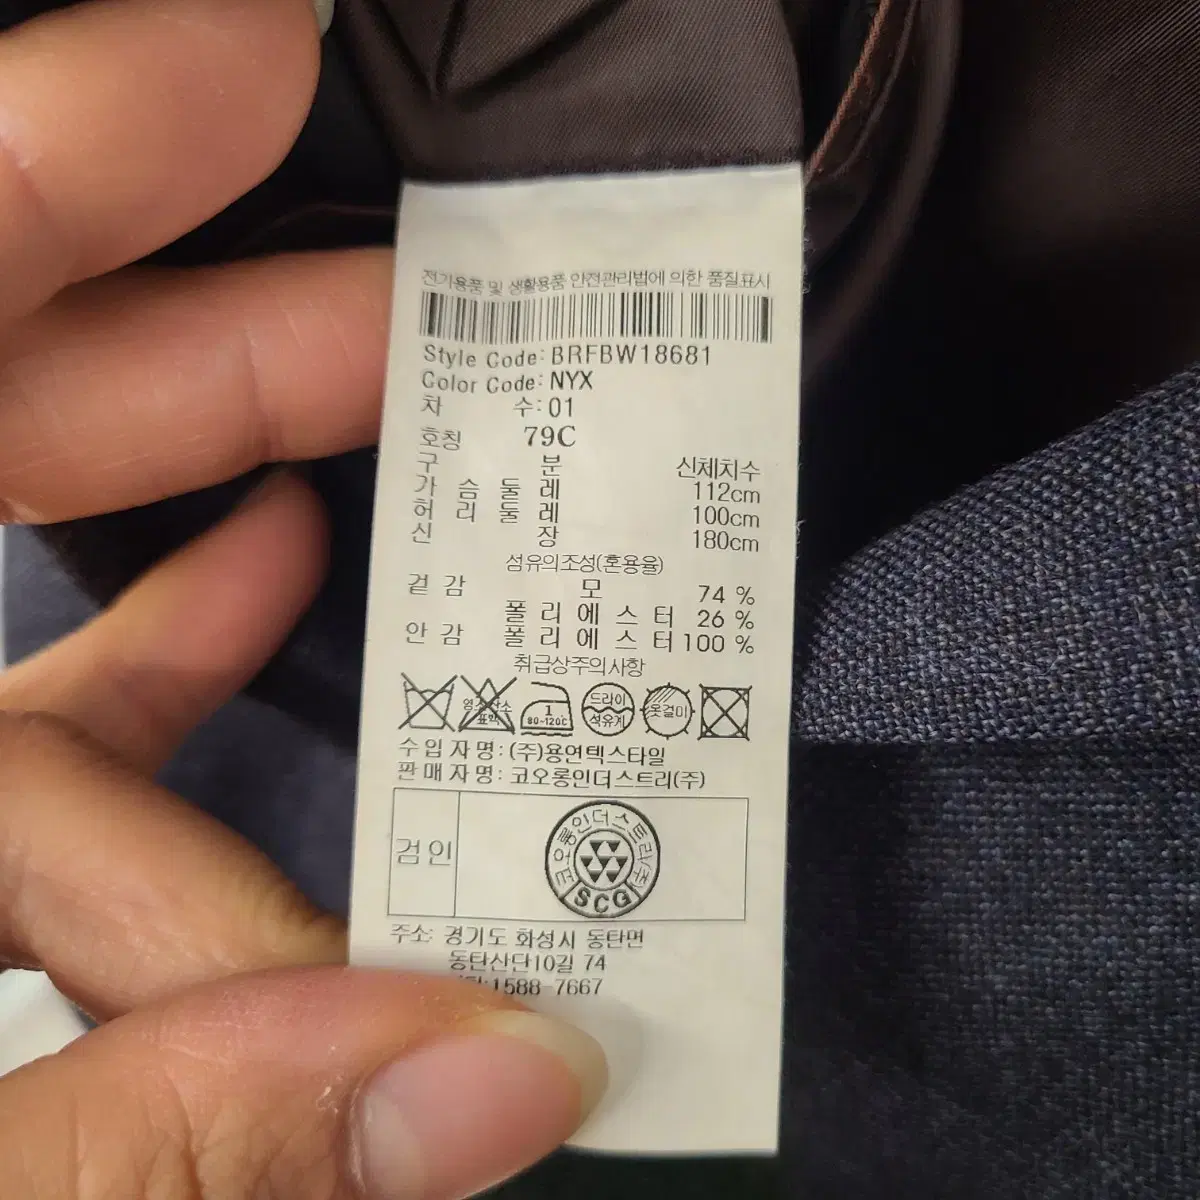 전기용품 및 생활용품 안전관리법에 의한 품질표시
Style Code: BRFBW18681
Color Code: NYX
차 수: 01
호칭 79C
구 분 신체치수
가 슴 둘 레 112cm
허 리 둘 레 100cm
신 장 180cm
섬유의조성(혼용율)
겉 감 모 74 %
폴 리 에 스 터 26 %
안 감 폴 리 에 스 터 100 %
취급상주의사항
표백
1
80~120℃
드라이
석유계
옷걸이
수입자명: (주)용연텍스타일
판매자명: 코오롱인더스트리(주)
검인
코오롱인더스트리(주)
SCG
주소: 경기도 화성시 동탄면
동탄산단10길 74
:1588-7667